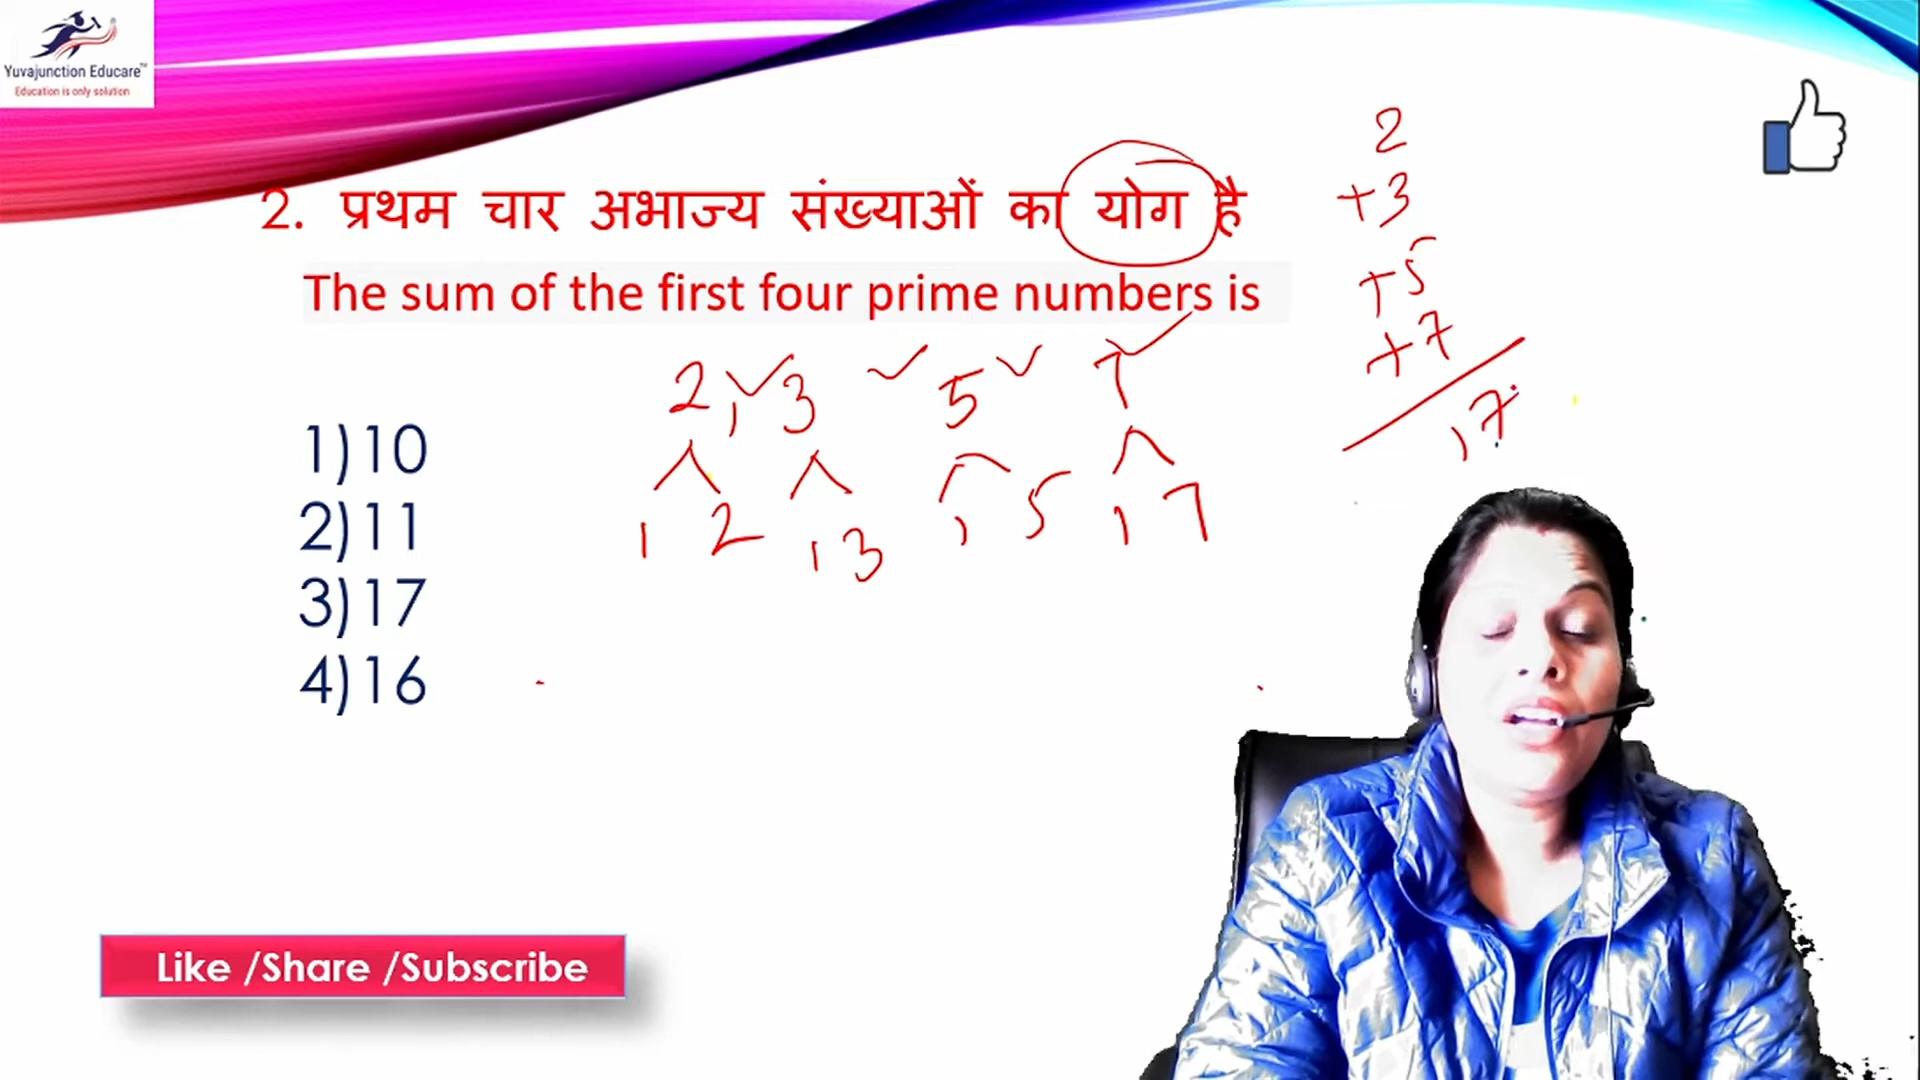 Yuvajunction Educare™
Education is only solution
2. प्रथम चार अभाज्य संख्याओं का योग है
The sum of the first four prime numbers is
2, 3 5 7
1 2 1 3 1 5 1 7
2
+3
+5
+7
17
1)10
2)11
3)17
4)16
Like /Share /Subscribe